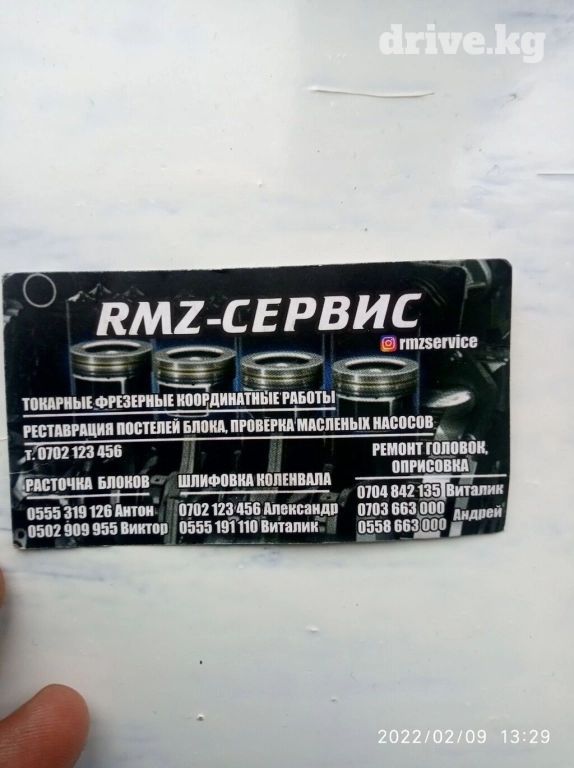 drive.kg
RMZ-СЕРВИС
rmzservice
ТОКАРНЫЕ ФРЕЗЕРНЫЕ КООРДИНАТНЫЕ РАБОТЫ
РЕСТАВРАЦИЯ ПОСТЕЛЕЙ БЛОКА, ПРОВЕРКА МАСЛЕНЫХ НАСОСОВ
т. 0702 123 456
РАСТОЧКА БЛОКОВ
0555 319 126 Антон
0502 909 955 Виктор
ШЛИФОВКА КОЛЕНВАЛА
0702 123 456 Александр
0555 191 110 Виталик
РЕМОНТ ГОЛОВОК,
ОПРИСОВКА
0704 842 135 Виталик
0703 663 000
0558 663 000 Андрей
2022/02/09 13:29